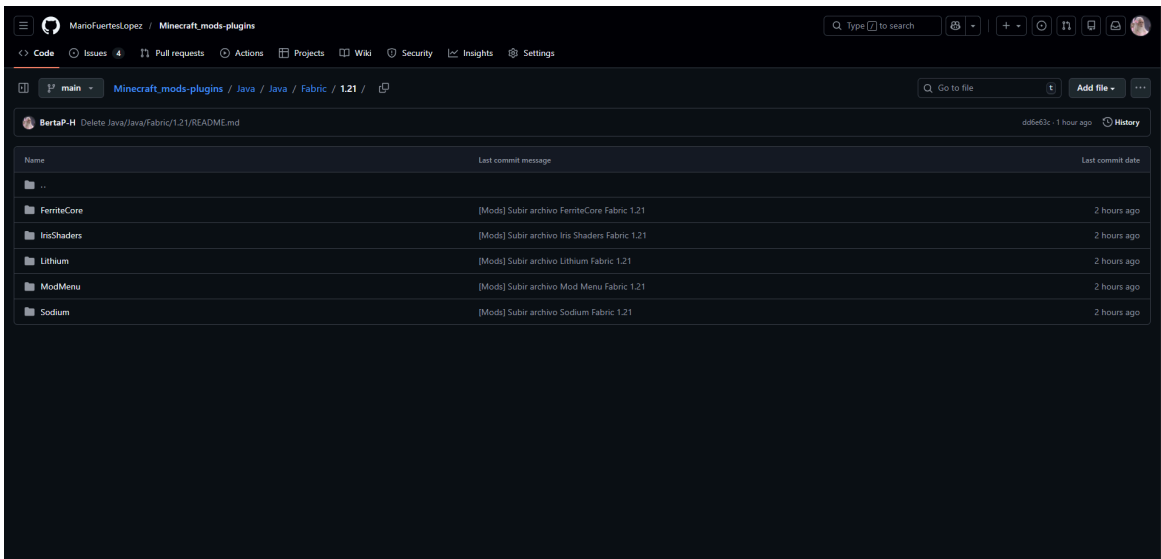 MarioFuertesLopez / Minecraft_mods-plugins
Type / to search
Code Issues 4 Pull requests Actions Projects Wiki Security Insights Settings
main Minecraft_mods-plugins / Java / Java / Fabric / 1.21 /
Go to file t Add file
BertaP-H Delete Java/Java/Fabric/1.21/README.md dd6e63c · 1 hour ago History
Name Last commit message Last commit date
..
FerriteCore [Mods] Subir archivo FerriteCore Fabric 1.21 2 hours ago
IrisShaders [Mods] Subir archivo Iris Shaders Fabric 1.21 2 hours ago
Lithium [Mods] Subir archivo Lithium Fabric 1.21 2 hours ago
ModMenu [Mods] Subir archivo Mod Menu Fabric 1.21 2 hours ago
Sodium [Mods] Subir archivo Sodium Fabric 1.21 2 hours ago